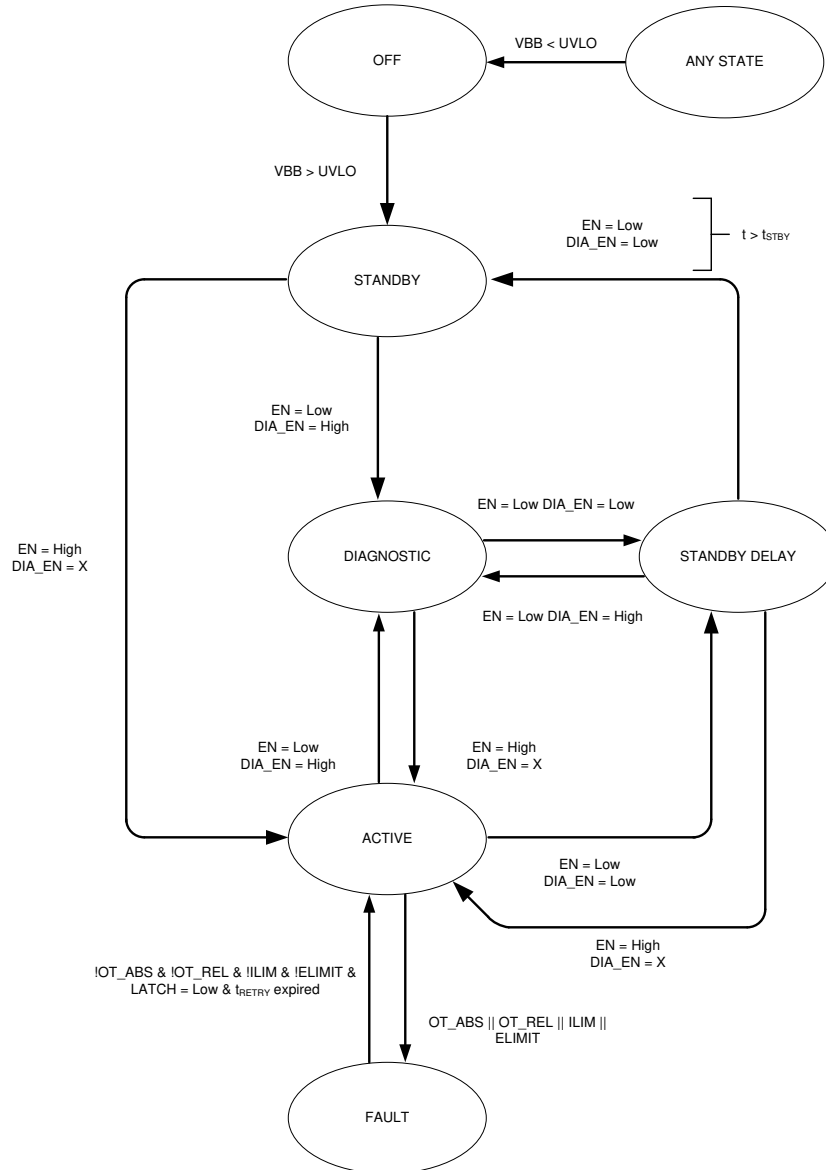 VBB < UVLO
OFF
ANY STATE
VBB > UVLO
EN = Low
DIA_EN = Low
t > tSTBY
STANDBY
EN = Low
DIA_EN = High
EN = Low DIA_EN = Low
EN = High
DIA_EN = X
DIAGNOSTIC
STANDBY DELAY
EN = Low DIA_EN = High
EN = Low
DIA_EN = High
EN = High
DIA_EN = X
ACTIVE
EN = Low
DIA_EN = Low
EN = High
DIA_EN = X
!OT_ABS & !OT_REL & !ILIM & !ELIMIT &
LATCH = Low & tRETRY expired
OT_ABS || OT_REL || ILIM ||
ELIMIT
FAULT